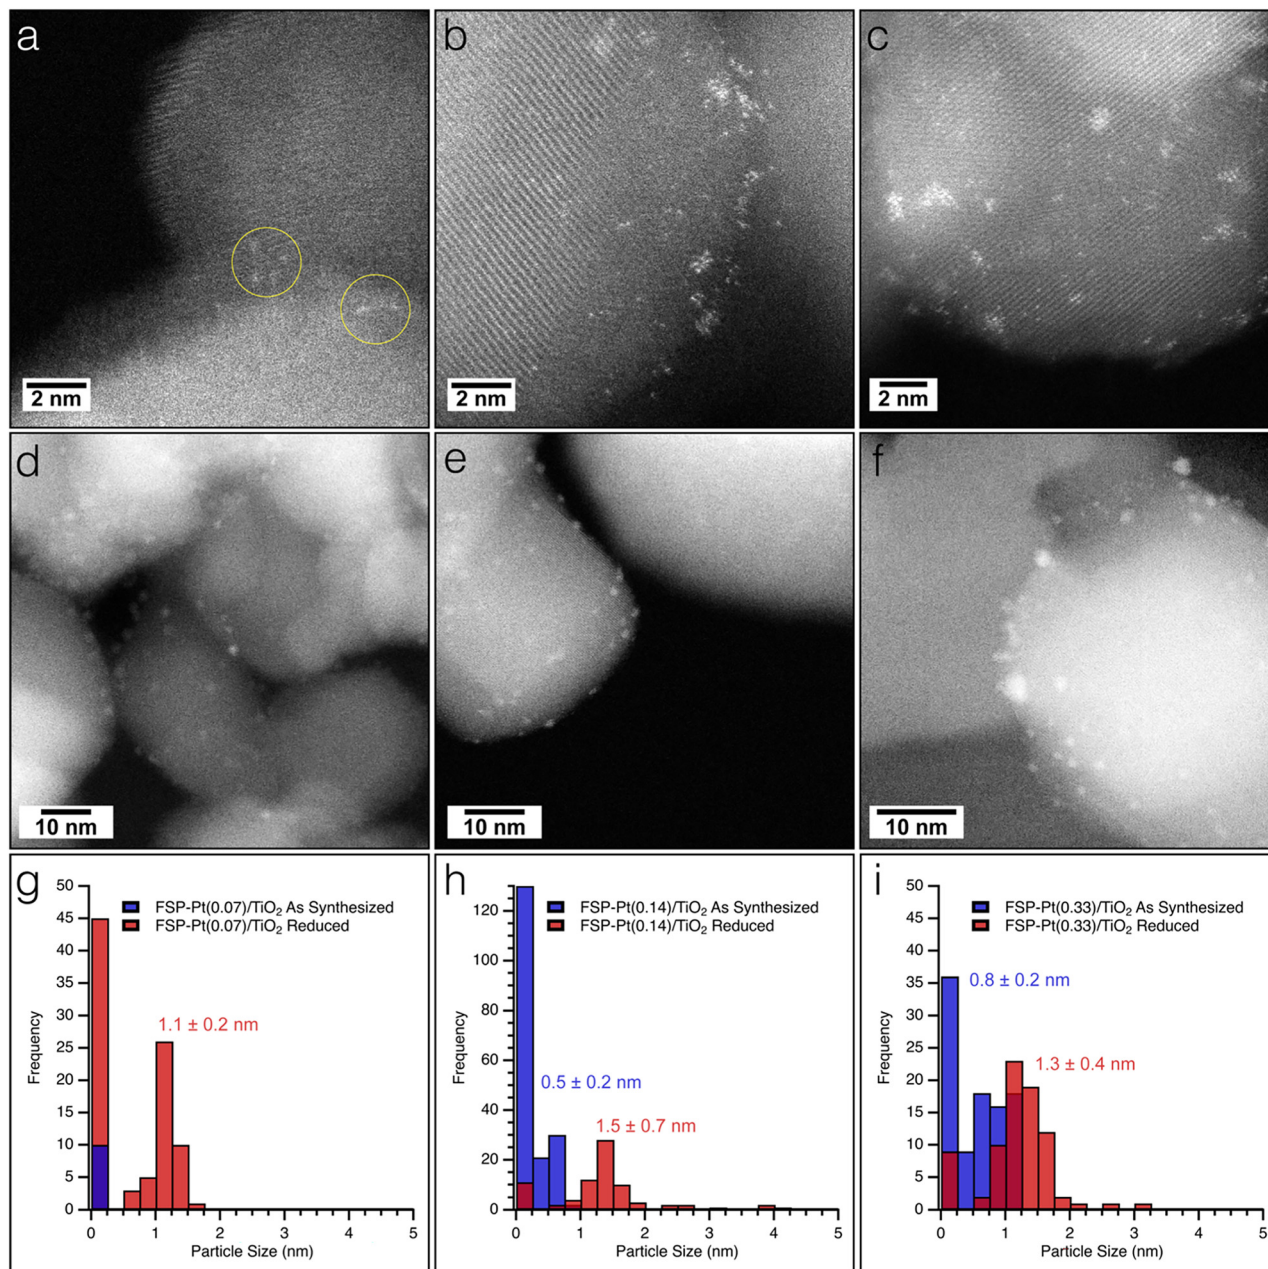 a
b
c
2 nm
2 nm
2 nm
d
e
f
10 nm
10 nm
10 nm
g
50
45
40
35
30
25
20
15
10
5
0
Frequency
FSP-Pt(0.07)/TiO₂ As Synthesized
FSP-Pt(0.07)/TiO₂ Reduced
1.1 ± 0.2 nm
0 1 2 3 4 5
Particle Size (nm)
h
120
100
80
60
40
20
0
Frequency
FSP-Pt(0.14)/TiO₂ As Synthesized
FSP-Pt(0.14)/TiO₂ Reduced
0.5 ± 0.2 nm
1.5 ± 0.7 nm
0 1 2 3 4 5
Particle Size (nm)
i
50
45
40
35
30
25
20
15
10
5
0
Frequency
FSP-Pt(0.33)/TiO₂ As Synthesized
FSP-Pt(0.33)/TiO₂ Reduced
0.8 ± 0.2 nm
1.3 ± 0.4 nm
0 1 2 3 4 5
Particle Size (nm)